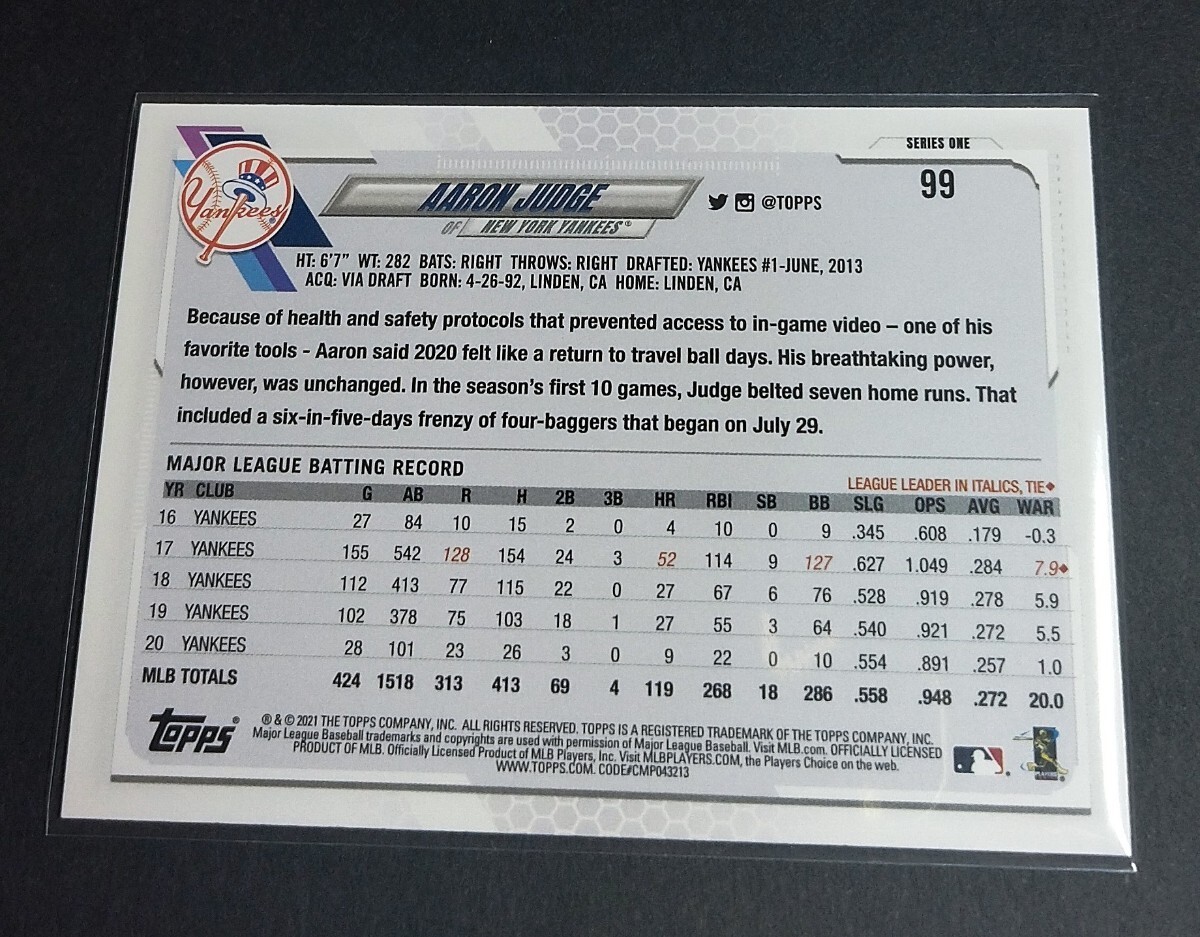 SERIES ONE
99
Yankees
AARON JUDGE
OF NEW YORK YANKEES®
@TOPPS
HT: 6'7" WT: 282 BATS: RIGHT THROWS: RIGHT DRAFTED: YANKEES #1-JUNE, 2013
ACQ: VIA DRAFT BORN: 4-26-92, LINDEN, CA HOME: LINDEN, CA
Because of health and safety protocols that prevented access to in-game video – one of his
favorite tools - Aaron said 2020 felt like a return to travel ball days. His breathtaking power,
however, was unchanged. In the season's first 10 games, Judge belted seven home runs. That
included a six-in-five-days frenzy of four-baggers that began on July 29.
MAJOR LEAGUE BATTING RECORD
LEAGUE LEADER IN ITALICS, TIE◆
YR CLUB G AB R H 2B 3B HR RBI SB BB SLG OPS AVG WAR
16 YANKEES 27 84 10 15 2 0 4 10 0 9 .345 .608 .179 -0.3
17 YANKEES 155 542 128 154 24 3 52 114 9 127 .627 1.049 .284 7.9◆
18 YANKEES 112 413 77 115 22 0 27 67 6 76 .528 .919 .278 5.9
19 YANKEES 102 378 75 103 18 1 27 55 3 64 .540 .921 .272 5.5
20 YANKEES 28 101 23 26 3 0 9 22 0 10 .554 .891 .257 1.0
MLB TOTALS 424 1518 313 413 69 4 119 268 18 286 .558 .948 .272 20.0
topps®
® & © 2021 THE TOPPS COMPANY, INC. ALL RIGHTS RESERVED. TOPPS IS A REGISTERED TRADEMARK OF THE TOPPS COMPANY, INC.
Major League Baseball trademarks and copyrights are used with permission of Major League Baseball. Visit MLB.com. OFFICIALLY LICENSED
PRODUCT OF MLB. Officially Licensed Product of MLB Players, Inc. Visit MLBPLAYERS.COM, the Players Choice on the web.
WWW.TOPPS.COM. CODE#CMP043213
PLAYERS